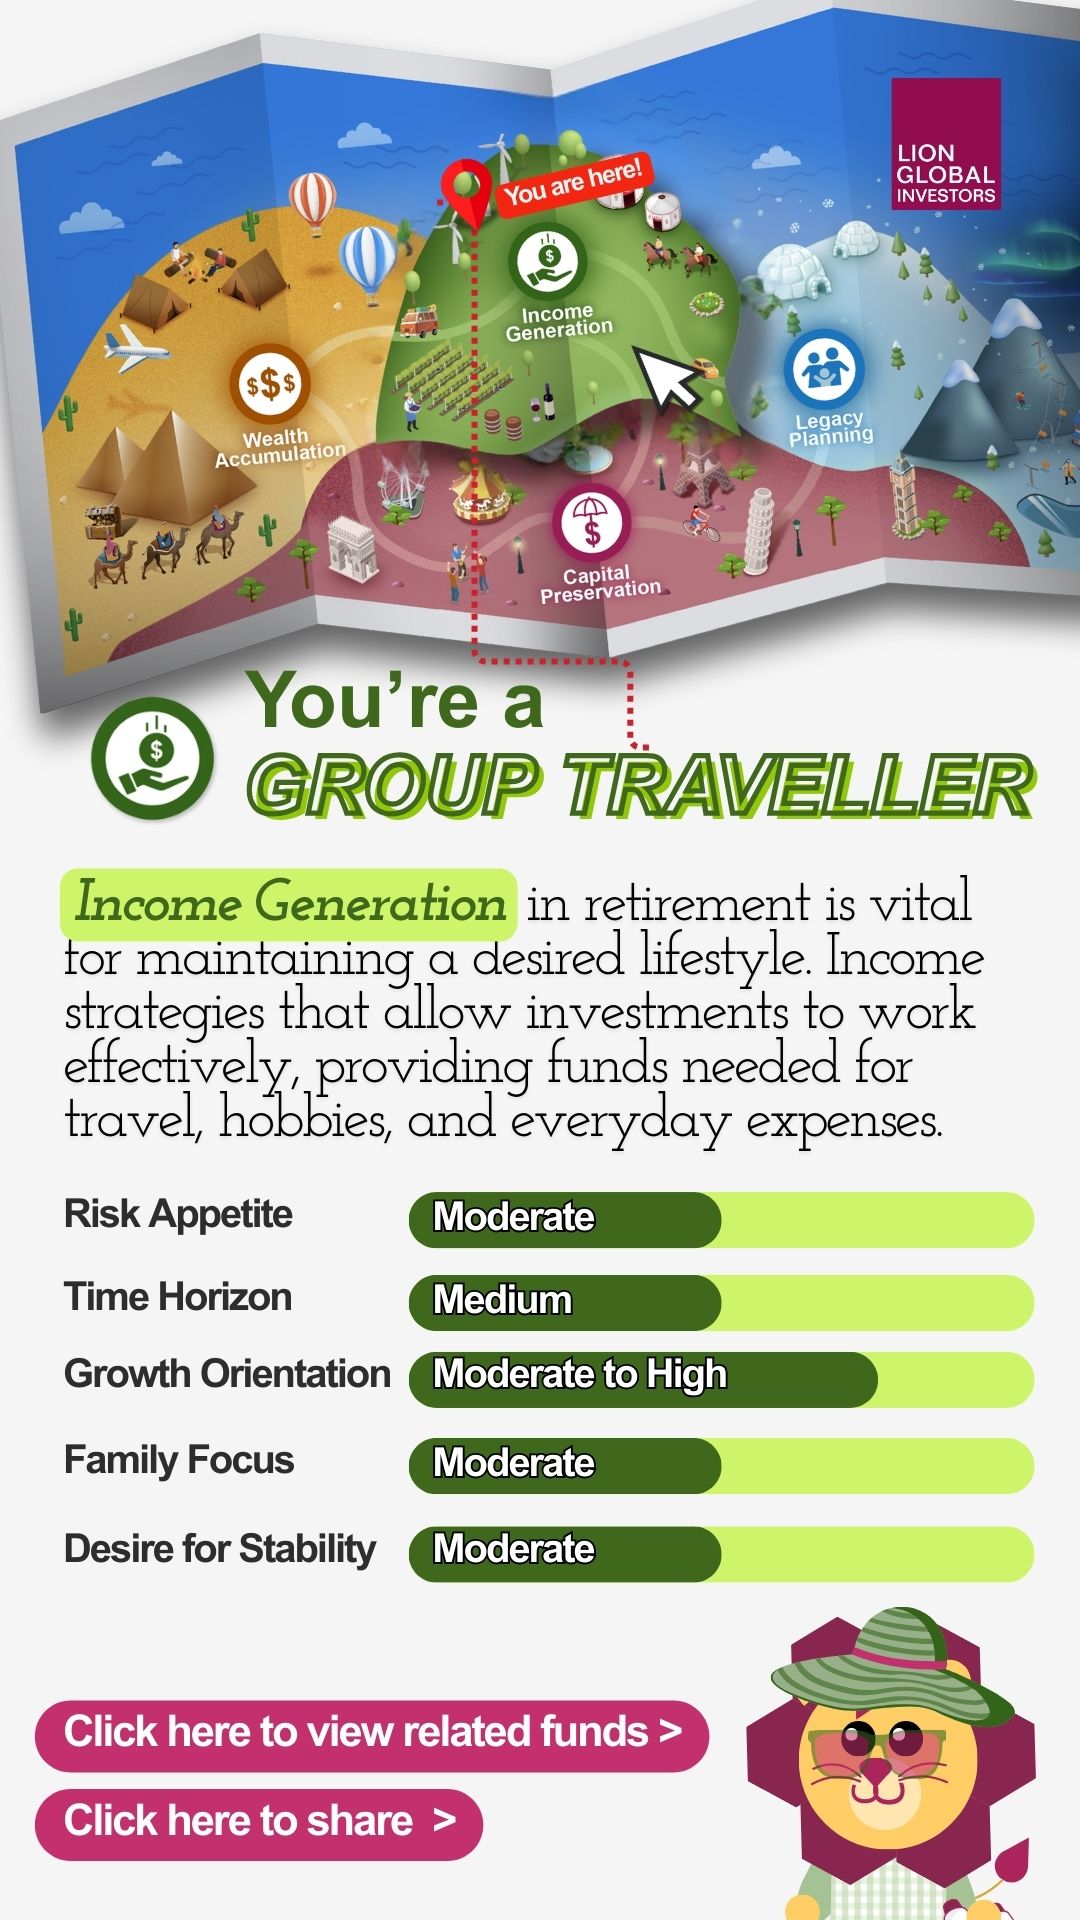 LION
GLOBAL
INVESTORS
You are here!
$
Income
Generation
$$$
Wealth
Accumulation
Legacy
Planning
$
Capital
Preservation
$
You're a
GROUP TRAVELLER
Income Generation in retirement is vital
for maintaining a desired lifestyle. Income
strategies that allow investments to work
effectively, providing funds needed for
travel, hobbies, and everyday expenses.
Risk Appetite Moderate
Time Horizon Medium
Growth Orientation Moderate to High
Family Focus Moderate
Desire for Stability Moderate
Click here to view related funds >
Click here to share >